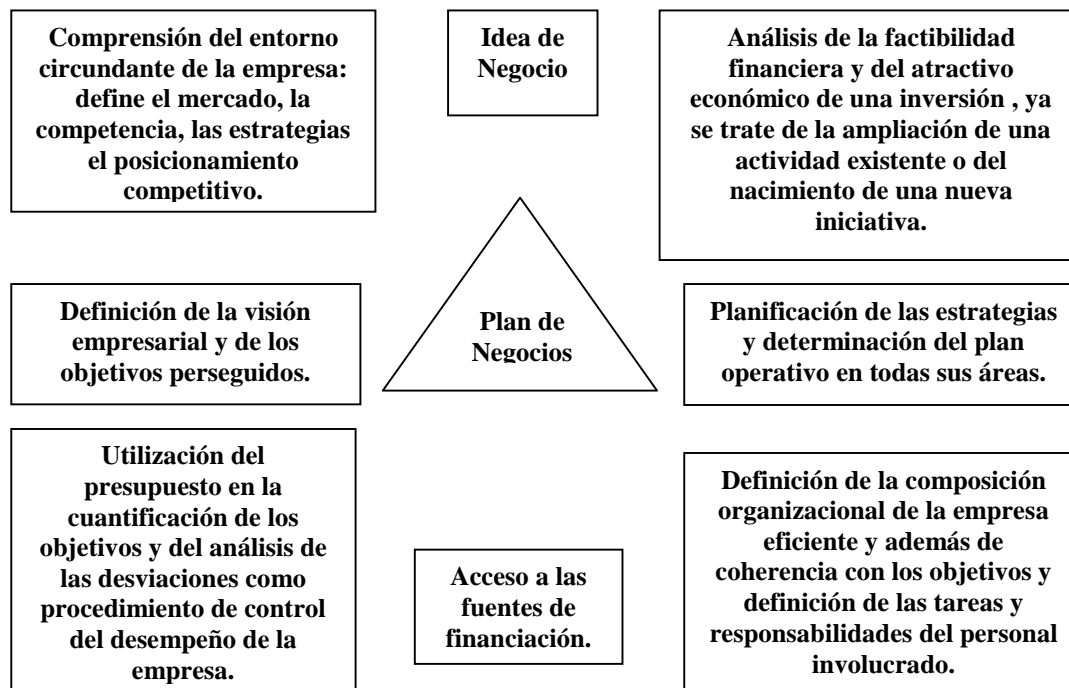 Comprensión del entorno
circundante de la empresa:
define el mercado, la
competencia, las estrategias
el posicionamiento
competitivo.
Idea de
Negocio
Análisis de la factibilidad
financiera y del atractivo
económico de una inversión , ya
se trate de la ampliación de una
actividad existente o del
nacimiento de una nueva
iniciativa.
Definición de la visión
empresarial y de los
objetivos perseguidos.
Plan de
Negocios
Planificación de las estrategias
y determinación del plan
operativo en todas sus áreas.
Utilización del
presupuesto en la
cuantificación de los
objetivos y del análisis de
las desviaciones como
procedimiento de control
del desempeño de la
empresa.
Acceso a las
fuentes de
financiación.
Definición de la composición
organizacional de la empresa
eficiente y además de
coherencia con los objetivos y
definición de las tareas y
responsabilidades del personal
involucrado.